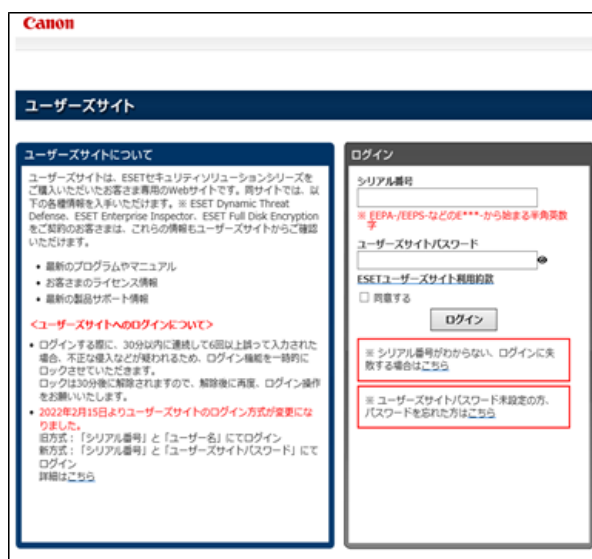 Canon
ユーザーズサイト
ユーザーズサイトについて
ユーザーズサイトは、ESETセキュリティソリューションシリーズを
ご購入いただいたお客さま専用のWebサイトです。同サイトでは、以
下の各種情報を入手いただけます。※ ESET Dynamic Threat
Defense、ESET Enterprise Inspector、ESET Full Disk Encryption
をご契約のお客さまは、これらの情報もユーザーズサイトからご確認
いただけます。
• 最新のプログラムやマニュアル
• お客さまのライセンス情報
• 最新の製品サポート情報
<ユーザーズサイトへのログインについて>
• ログインする際に、30分以内に連続して6回以上誤って入力された
場合、不正な侵入などが疑われるため、ログイン機能を一時的に
ロックさせていただきます。
ロックは30分後に解除されますので、解除後に再度、ログイン操作
をお願いいたします。
• 2022年2月15日よりユーザーズサイトのログイン方式が変更にな
りました。
旧方式：「シリアル番号」と「ユーザー名」にてログイン
新方式：「シリアル番号」と「ユーザーズサイトパスワード」にて
ログイン
詳細はこちら
ログイン
シリアル番号
※ EEPA-/EEPS-などのE***-から始まる半角英数
字
ユーザーズサイトパスワード
ESETユーザーズサイト利用約款
同意する
ログイン
※ シリアル番号がわからない、ログインに失
敗する場合はこちら
※ ユーザーズサイトパスワード未設定の方、
パスワードを忘れた方はこちら